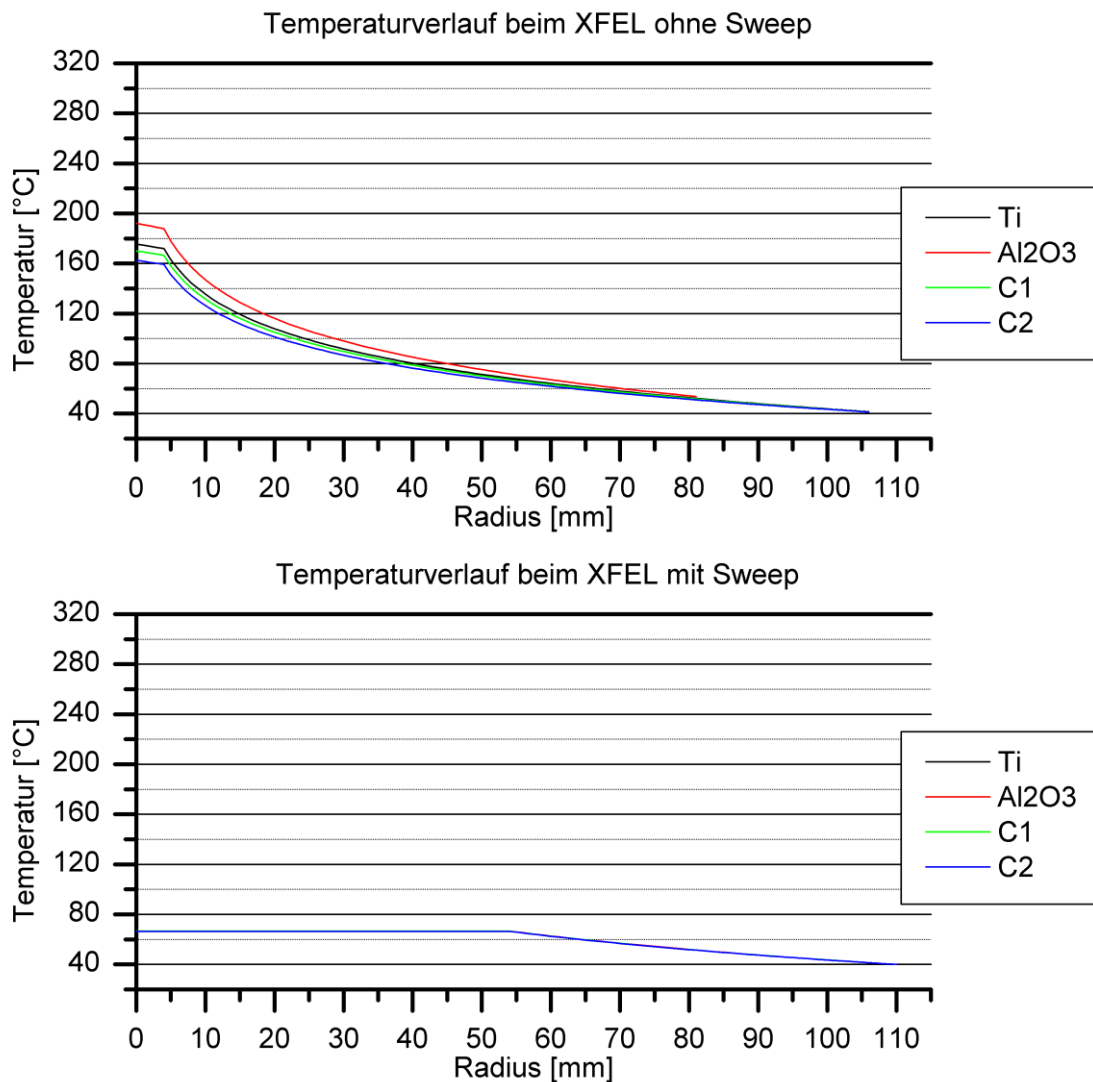 Temperaturverlauf beim XFEL ohne Sweep
320
280
240
200
160
120
80
40
Temperatur [°C]
0 10 20 30 40 50 60 70 80 90 100 110
Radius [mm]
Ti
Al2O3
C1
C2
Temperaturverlauf beim XFEL mit Sweep
320
280
240
200
160
120
80
40
Temperatur [°C]
0 10 20 30 40 50 60 70 80 90 100 110
Radius [mm]
Ti
Al2O3
C1
C2